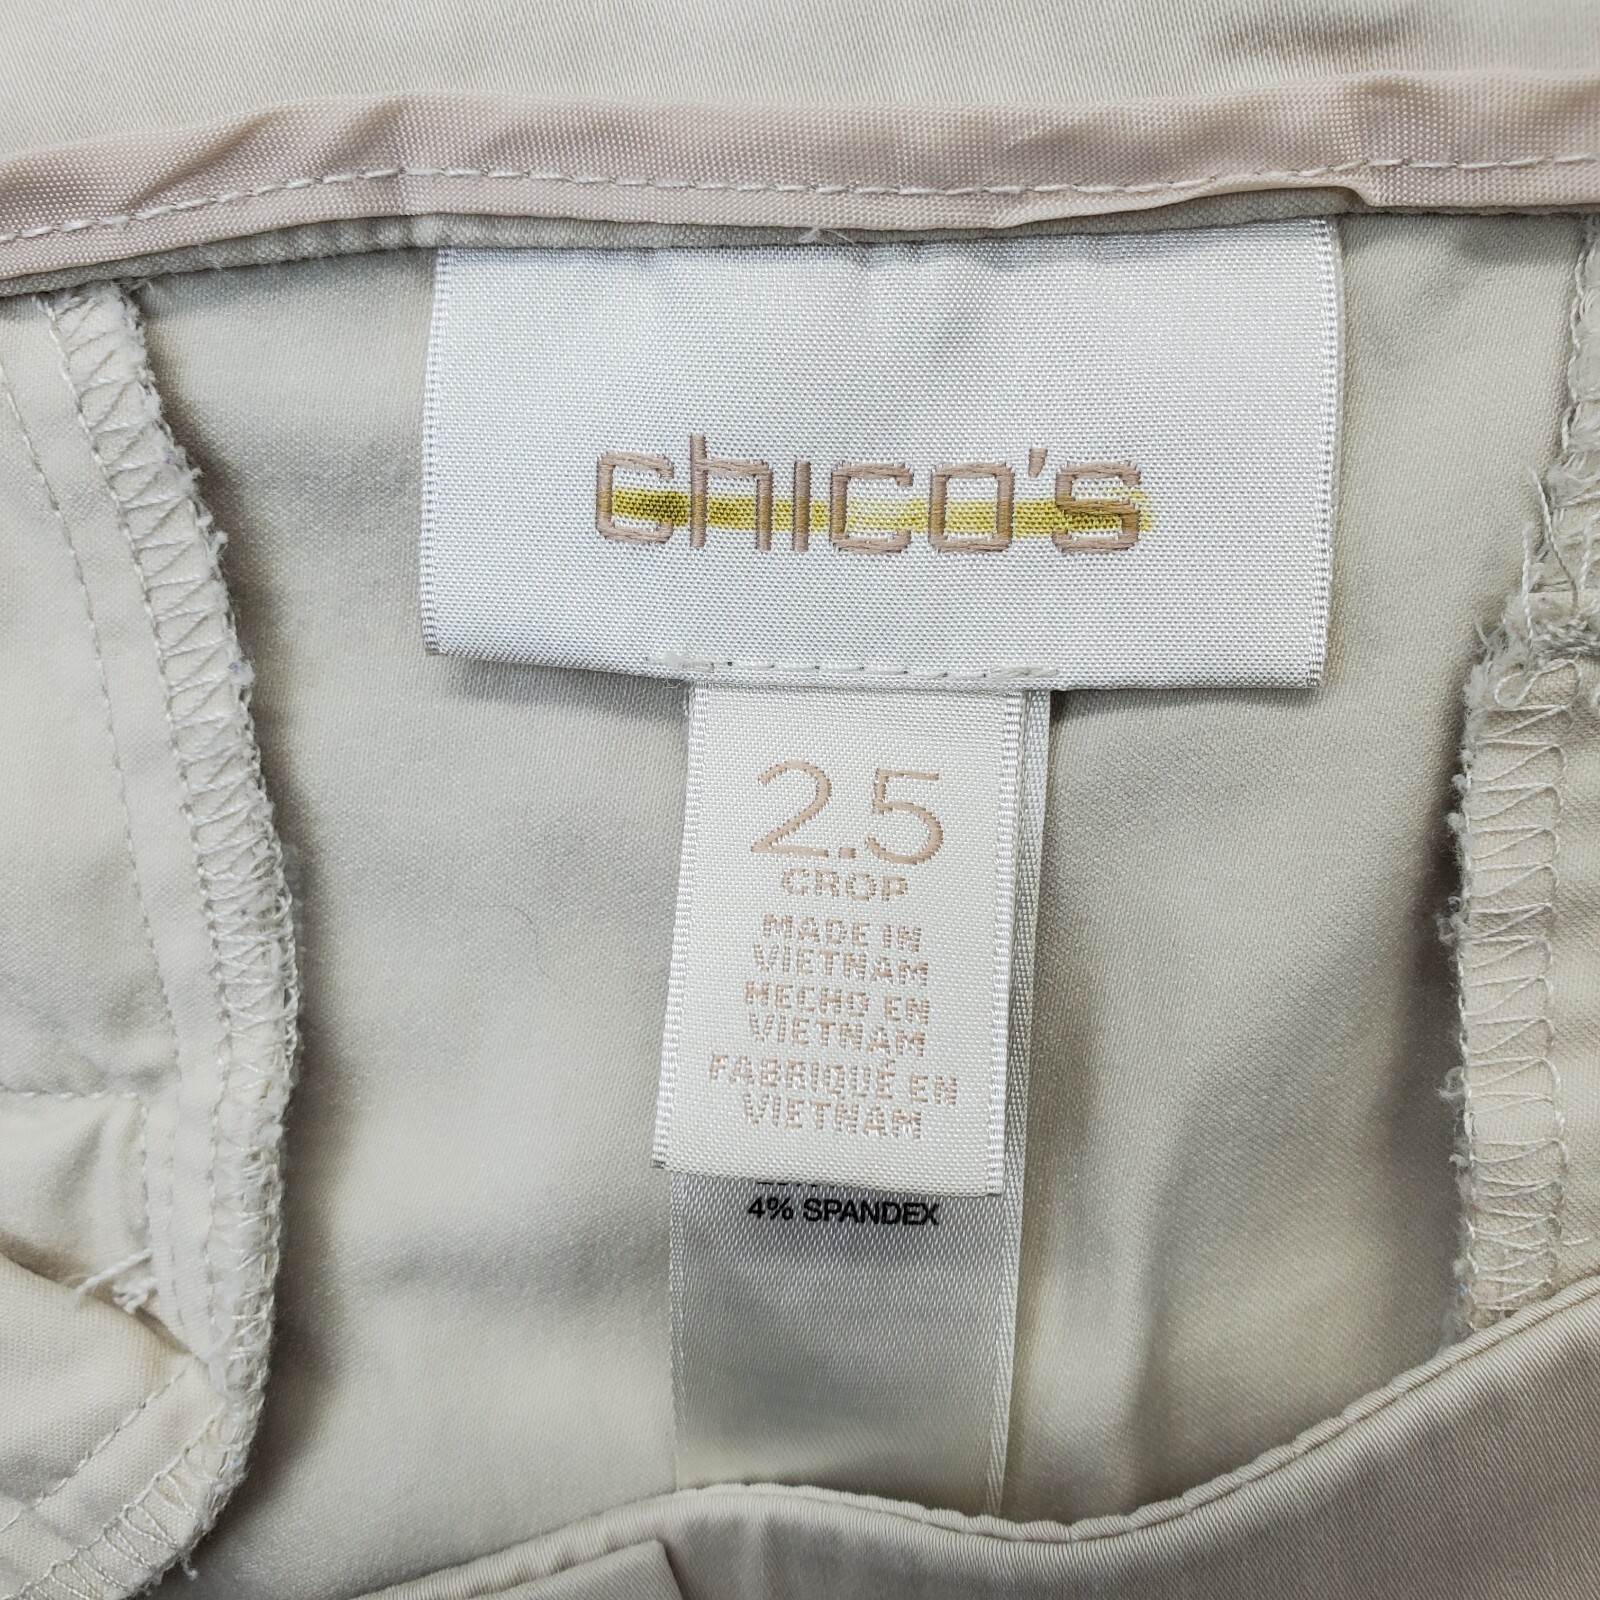 chico's
2.5
CROP
MADE IN
VIETNAM
HECHO EN
VIETNAM
FABRIQUÉ EN
VIETNAM
4% SPANDEX